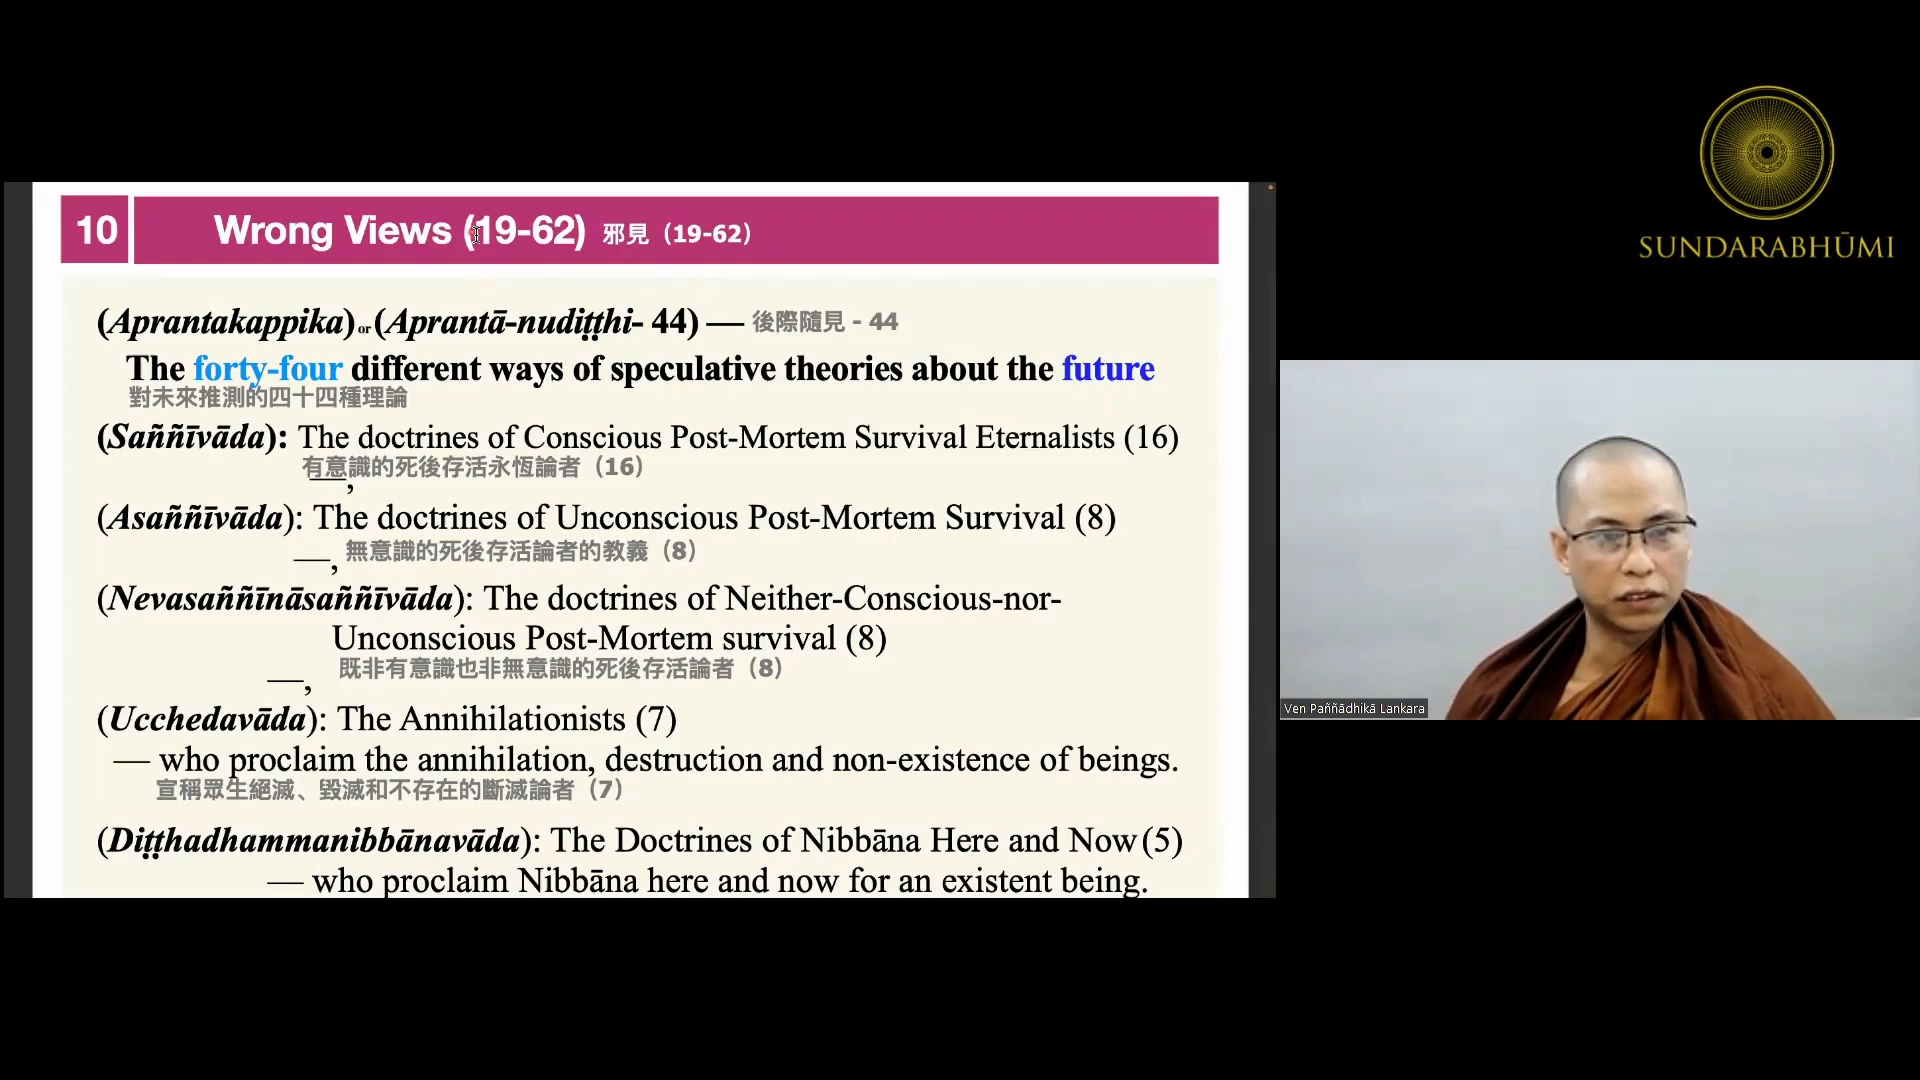 10 Wrong Views (19-62) 邪見（19-62）
(Aprantakappika) or (Aprantā-nudiṭṭhi- 44) — 後際隨見 - 44
The forty-four different ways of speculative theories about the future
對未來推測的四十四種理論
(Saññīvāda): The doctrines of Conscious Post-Mortem Survival Eternalists (16)
有意識的死後存活永恆論者（16）
—,
(Asaññīvāda): The doctrines of Unconscious Post-Mortem Survival (8)
—, 無意識的死後存活論者的教義（8）
(Nevasaññīnāsaññīvāda): The doctrines of Neither-Conscious-nor-
Unconscious Post-Mortem survival (8)
—, 既非有意識也非無意識的死後存活論者（8）
(Ucchedavāda): The Annihilationists (7)
— who proclaim the annihilation, destruction and non-existence of beings.
宣稱眾生絕滅、毀滅和不存在的斷滅論者（7）
(Diṭṭhadhammanibbānavāda): The Doctrines of Nibbāna Here and Now (5)
— who proclaim Nibbāna here and now for an existent being.
SUNDARABHŪMI
Ven Paññādhikā Lankara